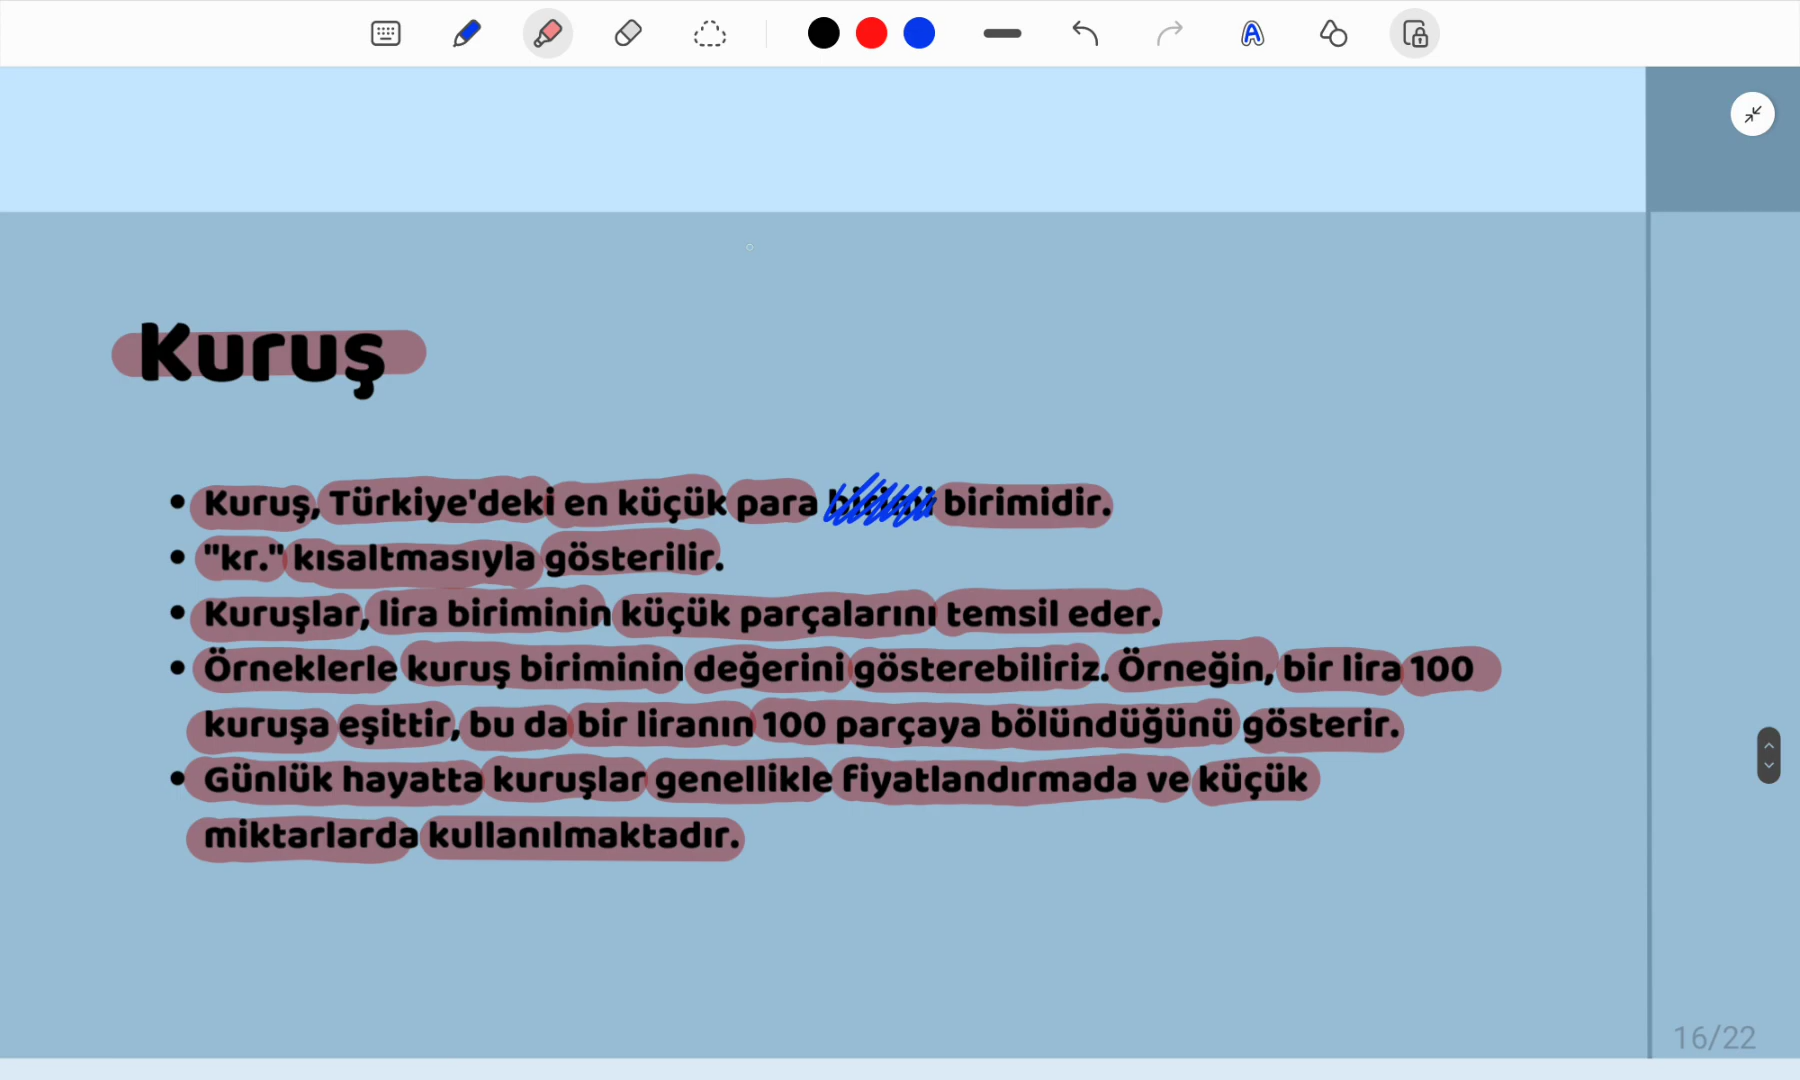 Kuruş
• Kuruş, Türkiye'deki en küçük para birimi birimidir.
• "kr." kısaltmasıyla gösterilir.
• Kuruşlar, lira biriminin küçük parçalarını temsil eder.
• Örneklerle kuruş biriminin değerini gösterebiliriz. Örneğin, bir lira 100
kuruşa eşittir, bu da bir liranın 100 parçaya bölündüğünü gösterir.
• Günlük hayatta kuruşlar genellikle fiyatlandırmada ve küçük
miktarlarda kullanılmaktadır.
16/22